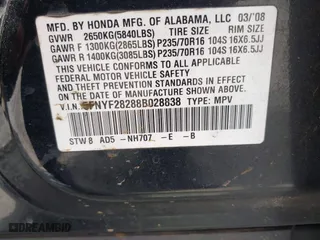 MFD. BY HONDA MFG. OF ALABAMA, LLC 03/'08
TIRE SIZE RIM SIZE
GVWR 2650KG(5840LBS)
GAWR F 1300KG(2865LBS) P235/70R16 104S 16X6.5JJ
GAWR R 1400KG(3085LBS) P235/70R16 104S 16X6.5JJ
THIS VEHICLE CONFORMS TO ALL APPLICABLE
FEDERAL MOTOR VEHICLE SAFETY
AND THEFT PREVENTION STANDARDS IN EFFECT
ON THE DATE OF MANUFACTURE SHOWN ABOVE.
V.I.N. 5FNYF28288B028838 TYPE: MPV
STW8 AD5 -NH707 -E -B
DREAMBID